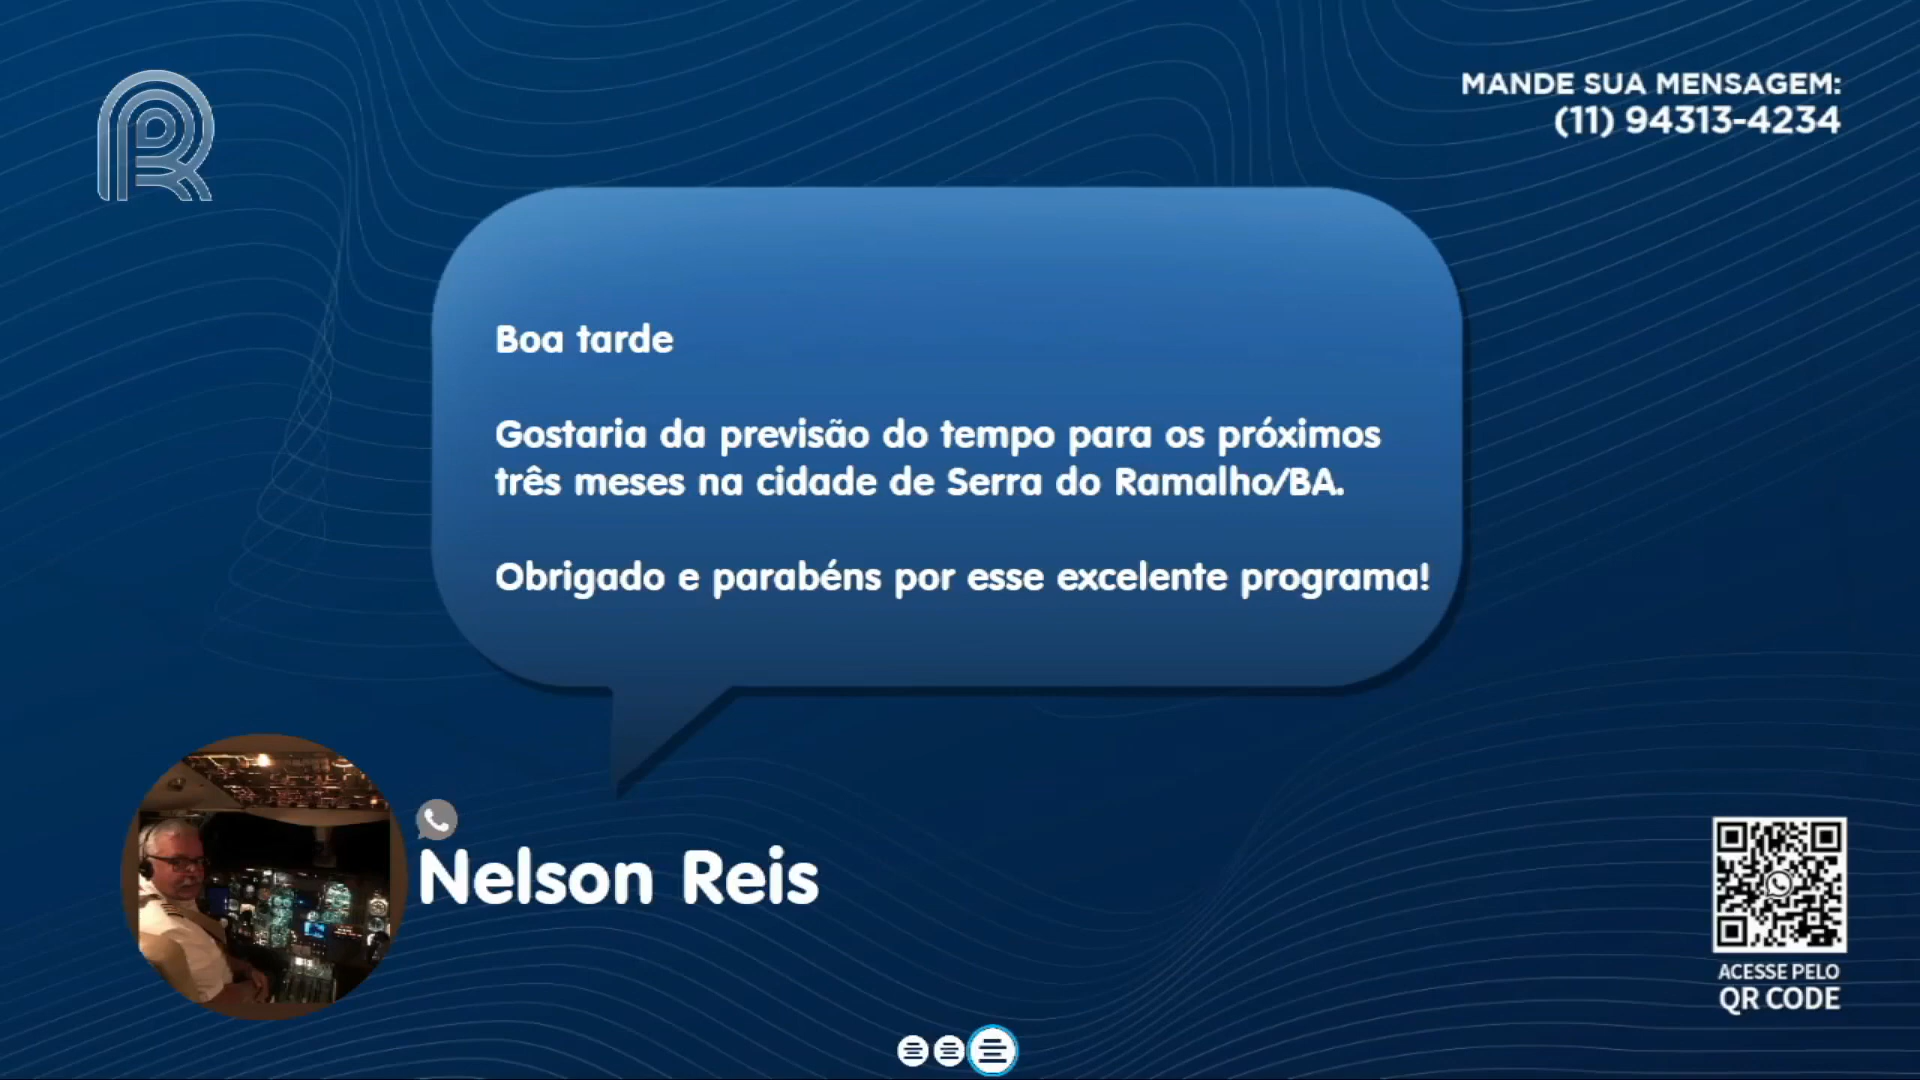 MANDE SUA MENSAGEM:
(11) 94313-4234
Boa tarde
Gostaria da previsão do tempo para os próximos
três meses na cidade de Serra do Ramalho/BA.
Obrigado e parabéns por esse excelente programa!
Nelson Reis
ACESSE PELO
QR CODE